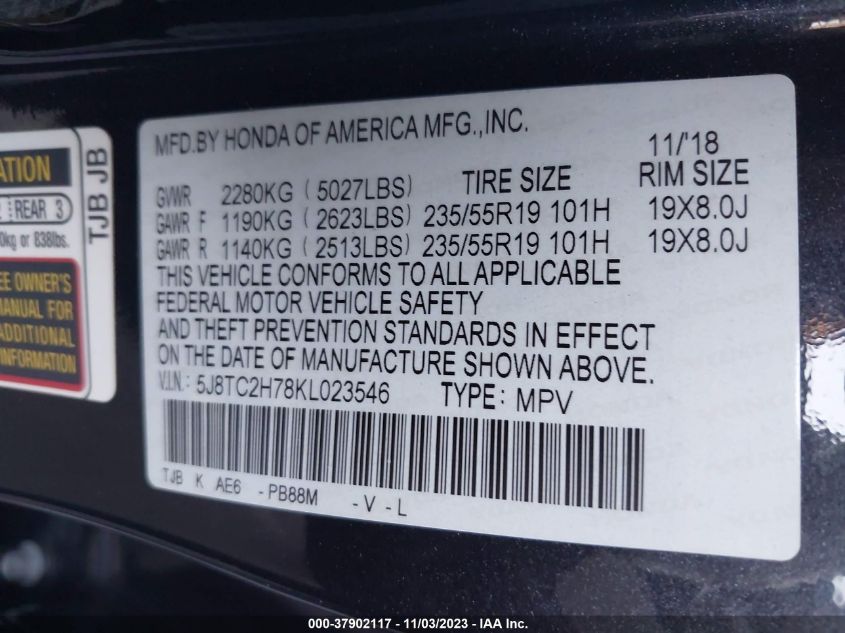 MFD.BY HONDA OF AMERICA MFG.,INC.
11/'18
GVWR 2280KG (5027LBS) TIRE SIZE RIM SIZE
GAWR F 1190KG (2623LBS) 235/55R19 101H 19X8.0J
GAWR R 1140KG (2513LBS) 235/55R19 101H 19X8.0J
THIS VEHICLE CONFORMS TO ALL APPLICABLE
FEDERAL MOTOR VEHICLE SAFETY
AND THEFT PREVENTION STANDARDS IN EFFECT
ON THE DATE OF MANUFACTURE SHOWN ABOVE.
V.I.N.: 5J8TC2H78KL023546 TYPE: MPV
TJB K AE6 -PB88M -V -L
REAR 3
kg or 838lbs.
OWNER'S
MANUAL FOR
ADDITIONAL
INFORMATION
TJB JB
000-37902117 - 11/03/2023 - IAA Inc.